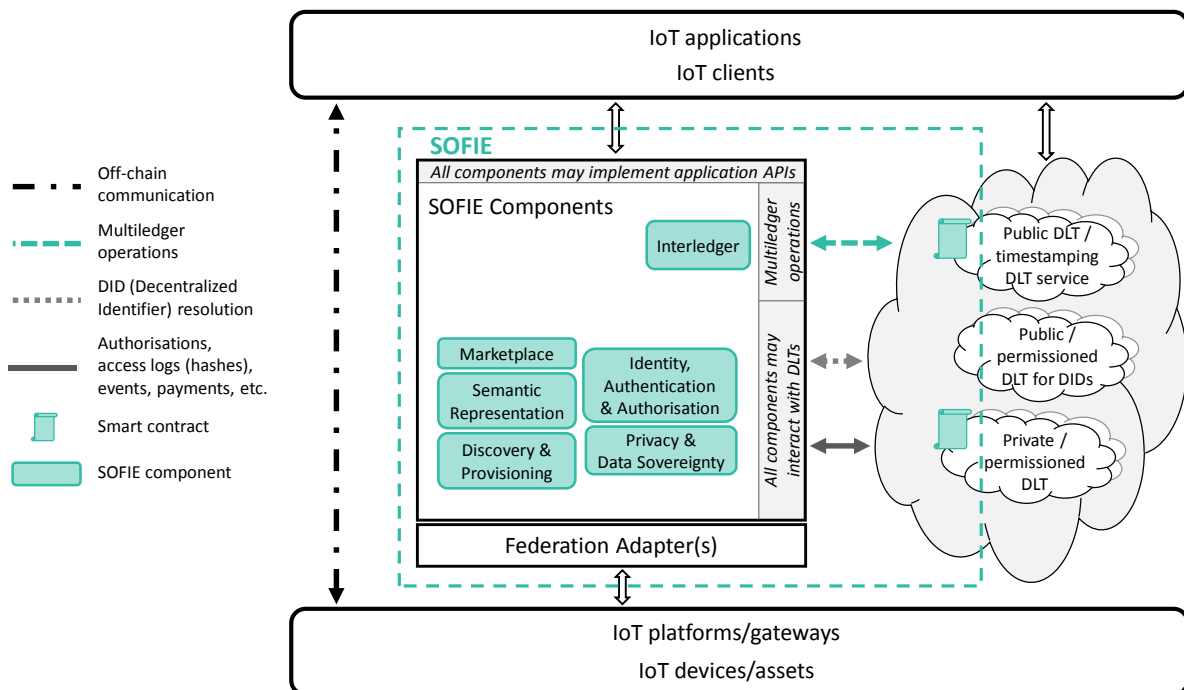 IoT applications
IoT clients
SOFIE
All components may implement application APIs
SOFIE Components
Interledger
Multiledger
operations
Marketplace
Semantic
Representation
Discovery &
Provisioning
Identity,
Authentication
& Authorisation
Privacy &
Data Sovereignty
All components may
interact with DLTs
Federation Adapter(s)
Public DLT /
timestamping
DLT service
Public /
permissioned
DLT for DIDs
Private /
permissioned
DLT
Off-chain
communication
Multiledger
operations
DID (Decentralized
Identifier) resolution
Authorisations,
access logs (hashes),
events, payments, etc.
Smart contract
SOFIE component
IoT platforms/gateways
IoT devices/assets